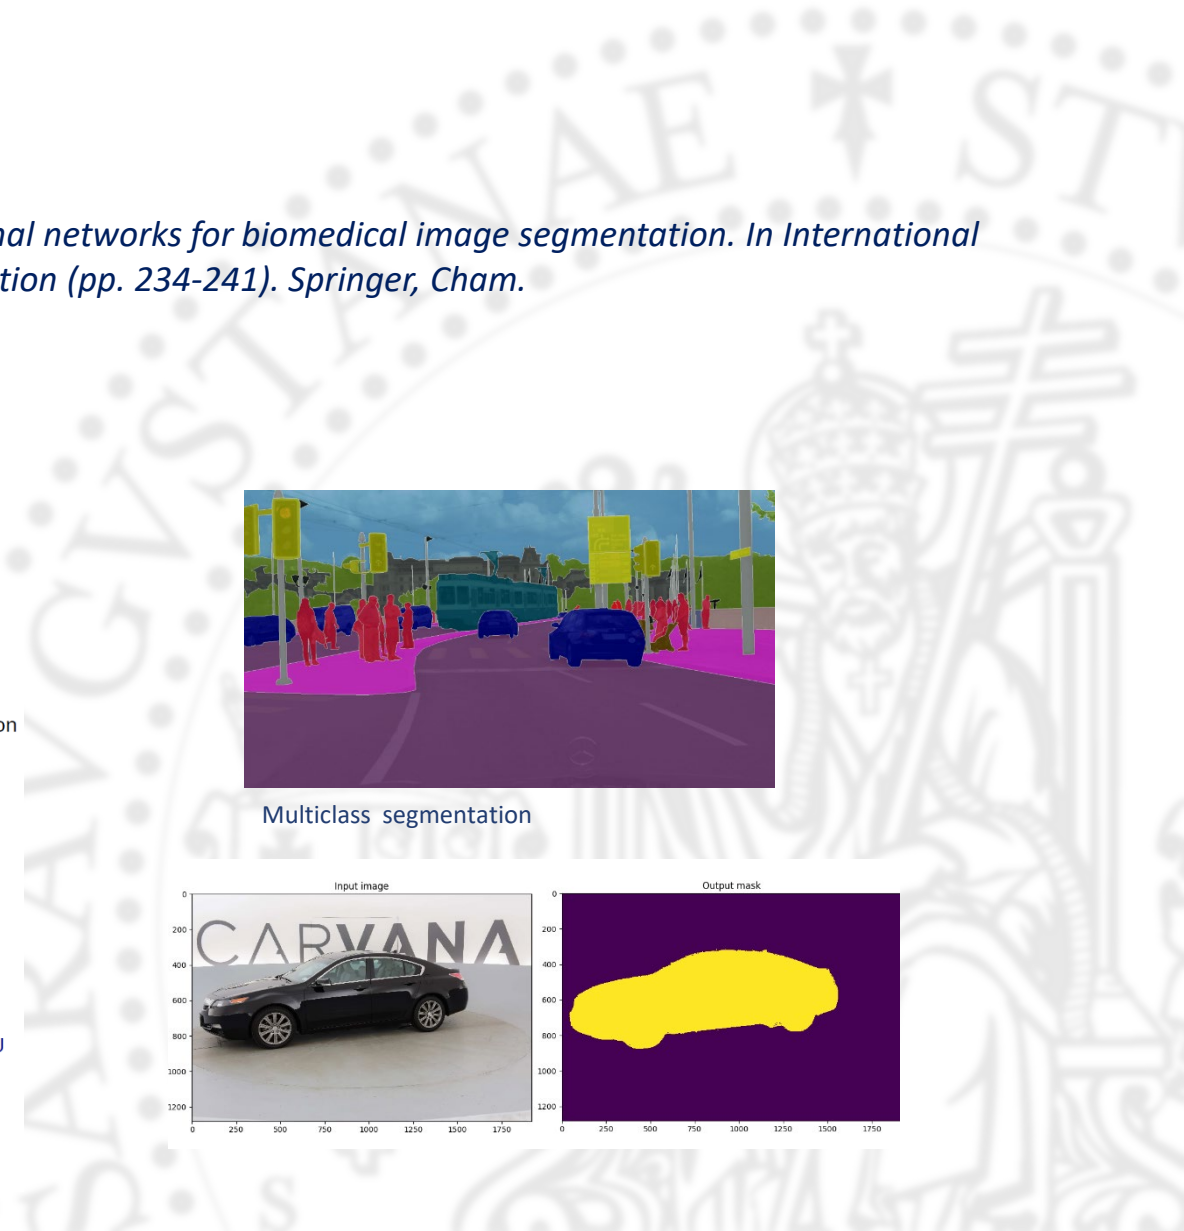 nal networks for biomedical image segmentation. In International
tion (pp. 234-241). Springer, Cham.
on
Multiclass segmentation
Input image
Output mask
CARVANA
0
200
400
600
800
1000
1200
0 250 500 750 1000 1250 1500 1750
0
200
400
600
800
1000
1200
0 250 500 750 1000 1250 1500 1750
U